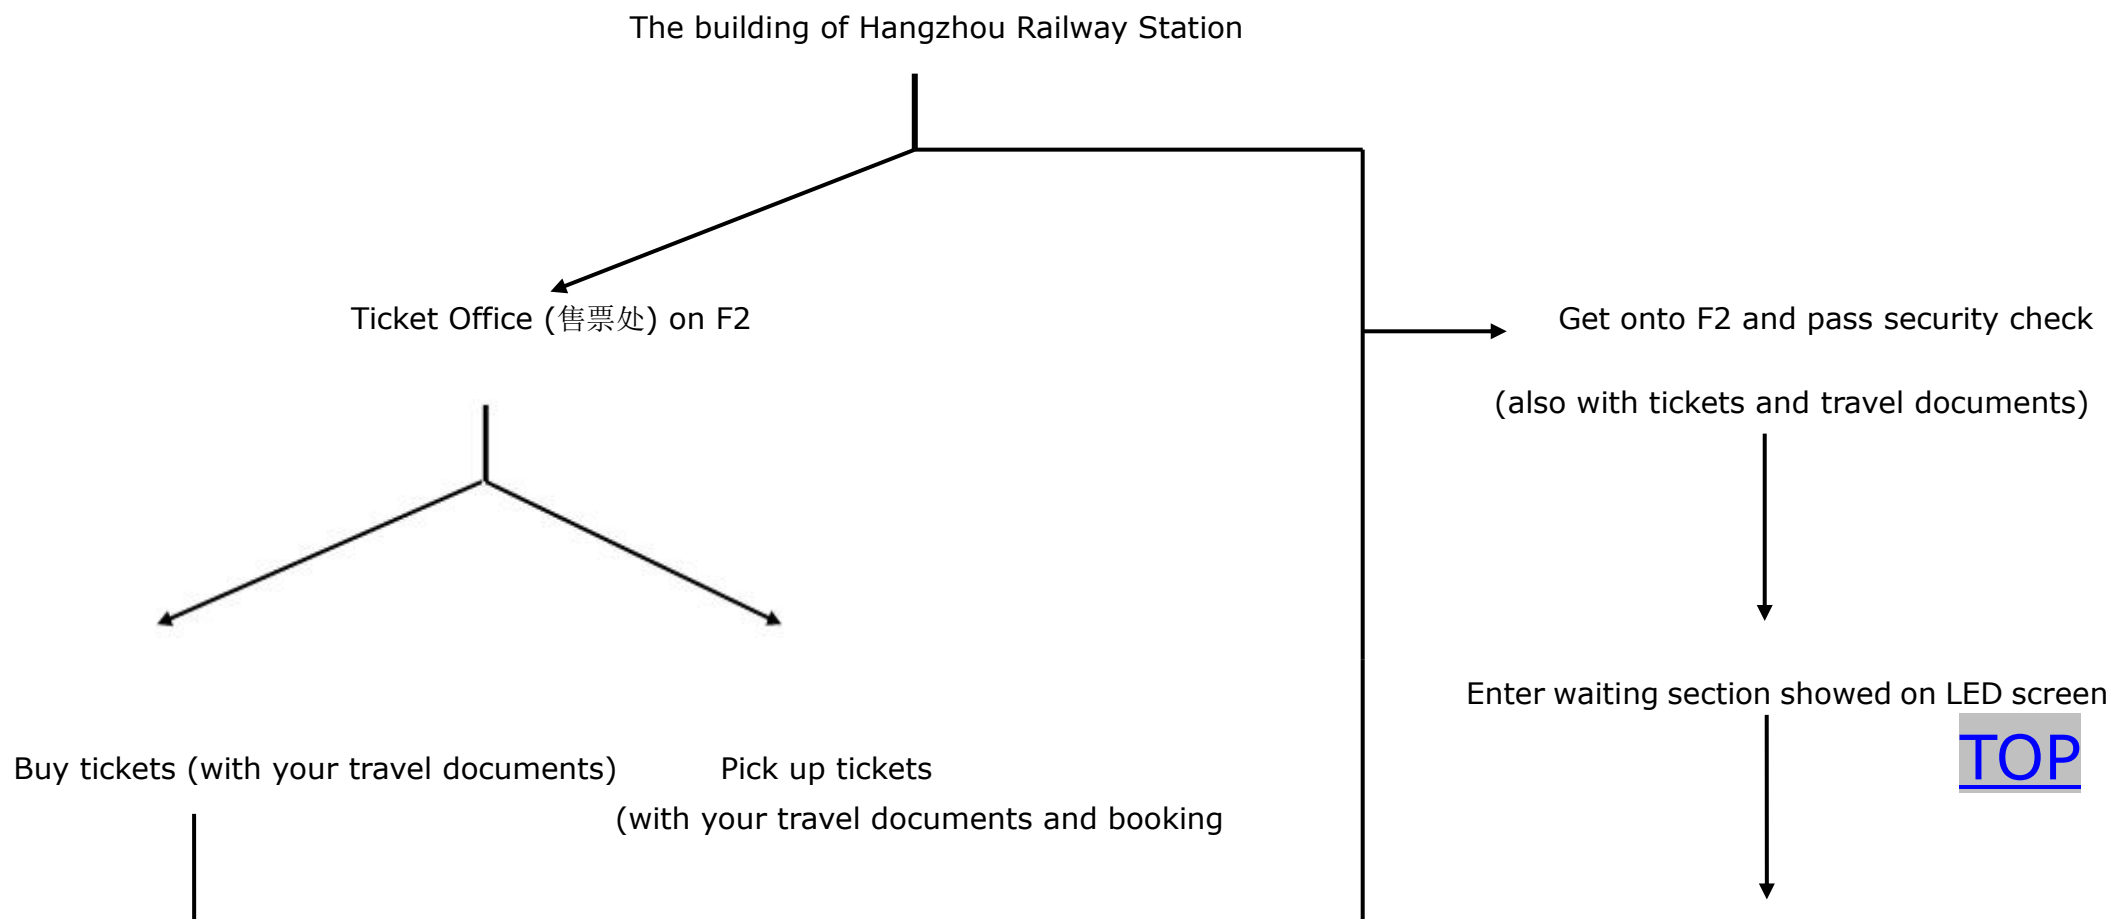 The building of Hangzhou Railway Station
Ticket Office (售票处) on F2
Get onto F2 and pass security check
(also with tickets and travel documents)
Enter waiting section showed on LED screen
TOP
Buy tickets (with your travel documents)
Pick up tickets
(with your travel documents and booking